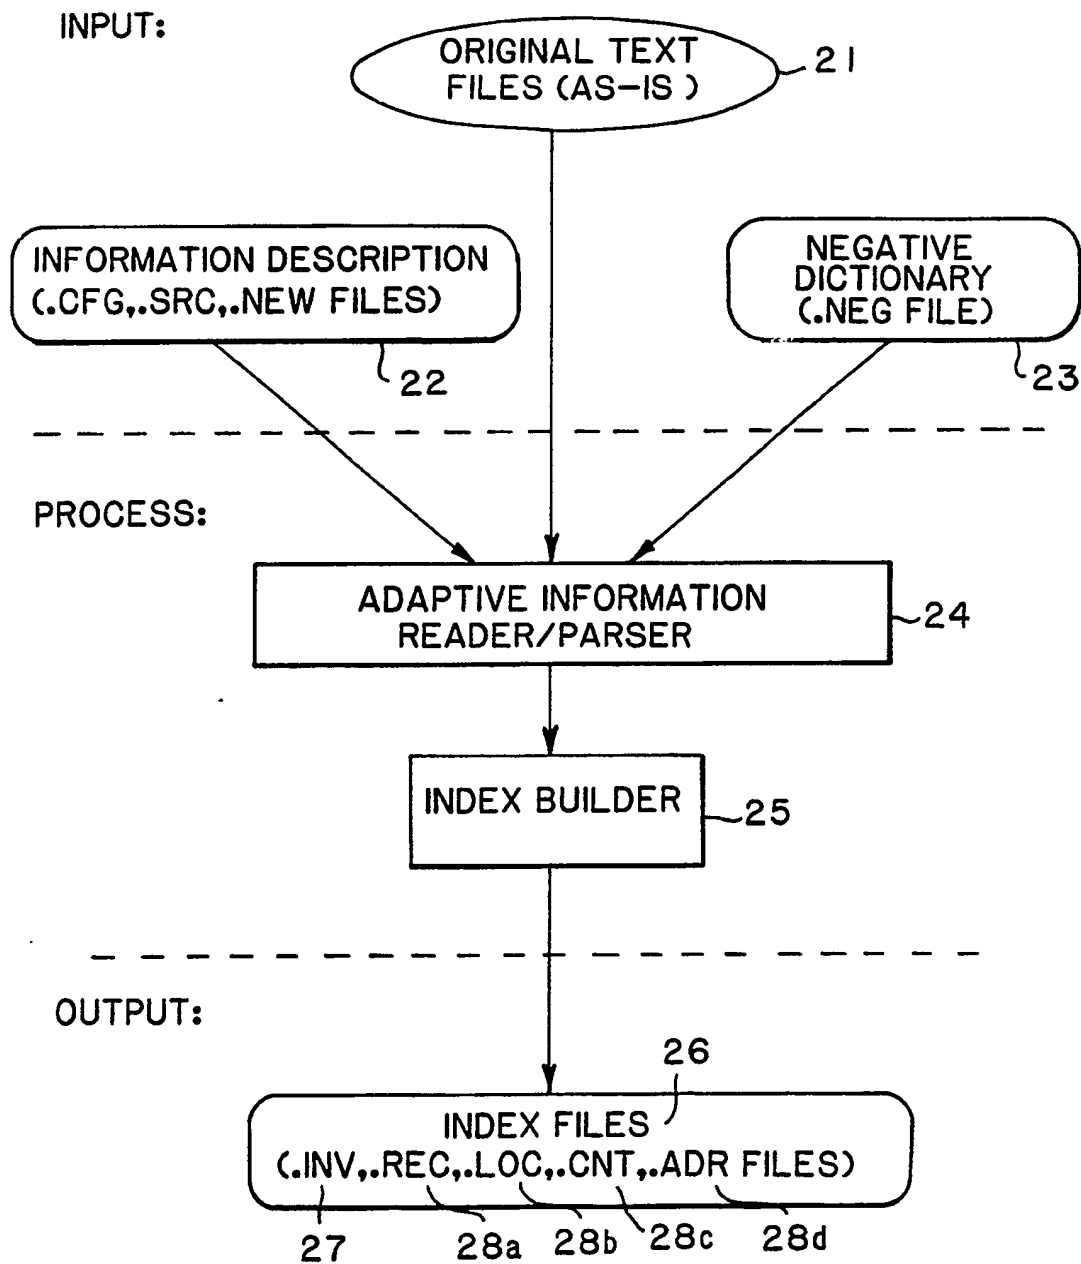 INPUT:
ORIGINAL TEXT
FILES (AS-IS )
21
INFORMATION DESCRIPTION
(.CFG,.SRC,.NEW FILES)
22
NEGATIVE
DICTIONARY
(.NEG FILE)
23
PROCESS:
ADAPTIVE INFORMATION
READER/PARSER
24
INDEX BUILDER
25
OUTPUT:
26
INDEX FILES
(.INV,.REC,.LOC,.CNT,.ADR FILES)
27
28a
28b
28c
28d